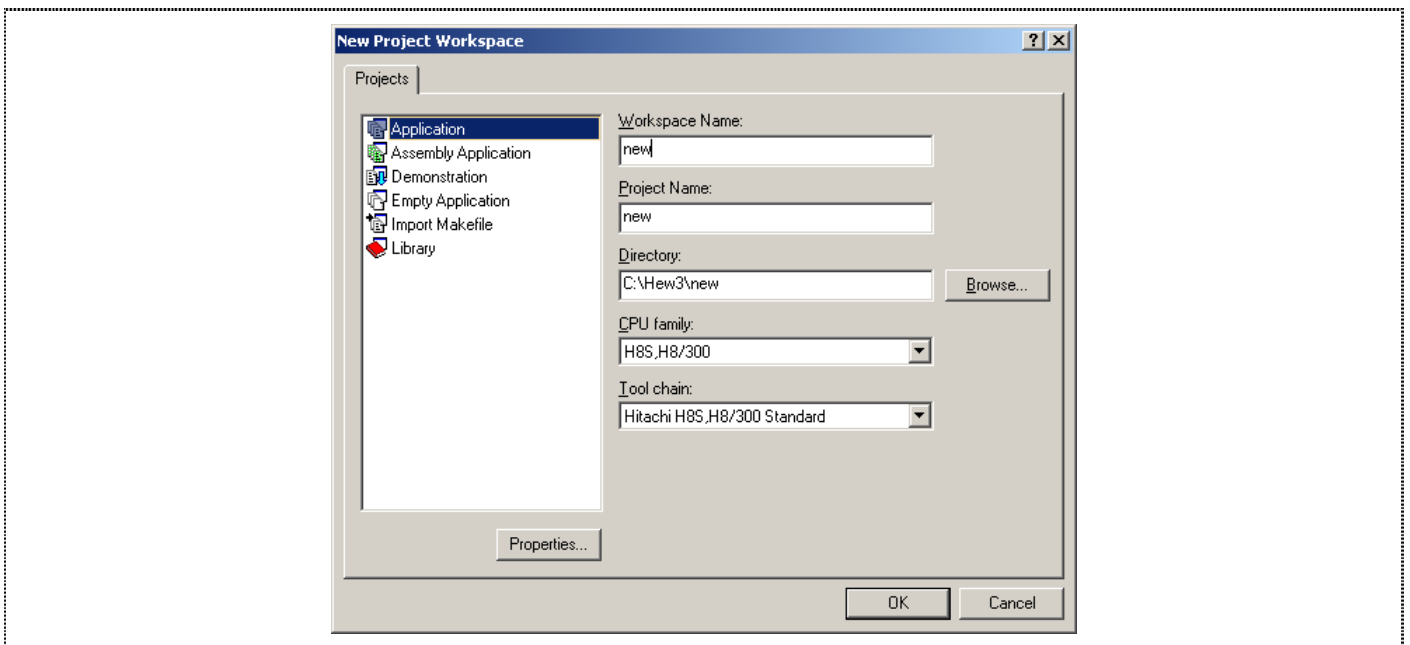 New Project Workspace
Projects
Application
Assembly Application
Demonstration
Empty Application
Import Makefile
Library
Properties...
Workspace Name:
new
Project Name:
new
Directory:
C:\Hew3\new
Browse...
CPU family:
H8S,H8/300
Tool chain:
Hitachi H8S,H8/300 Standard
OK
Cancel